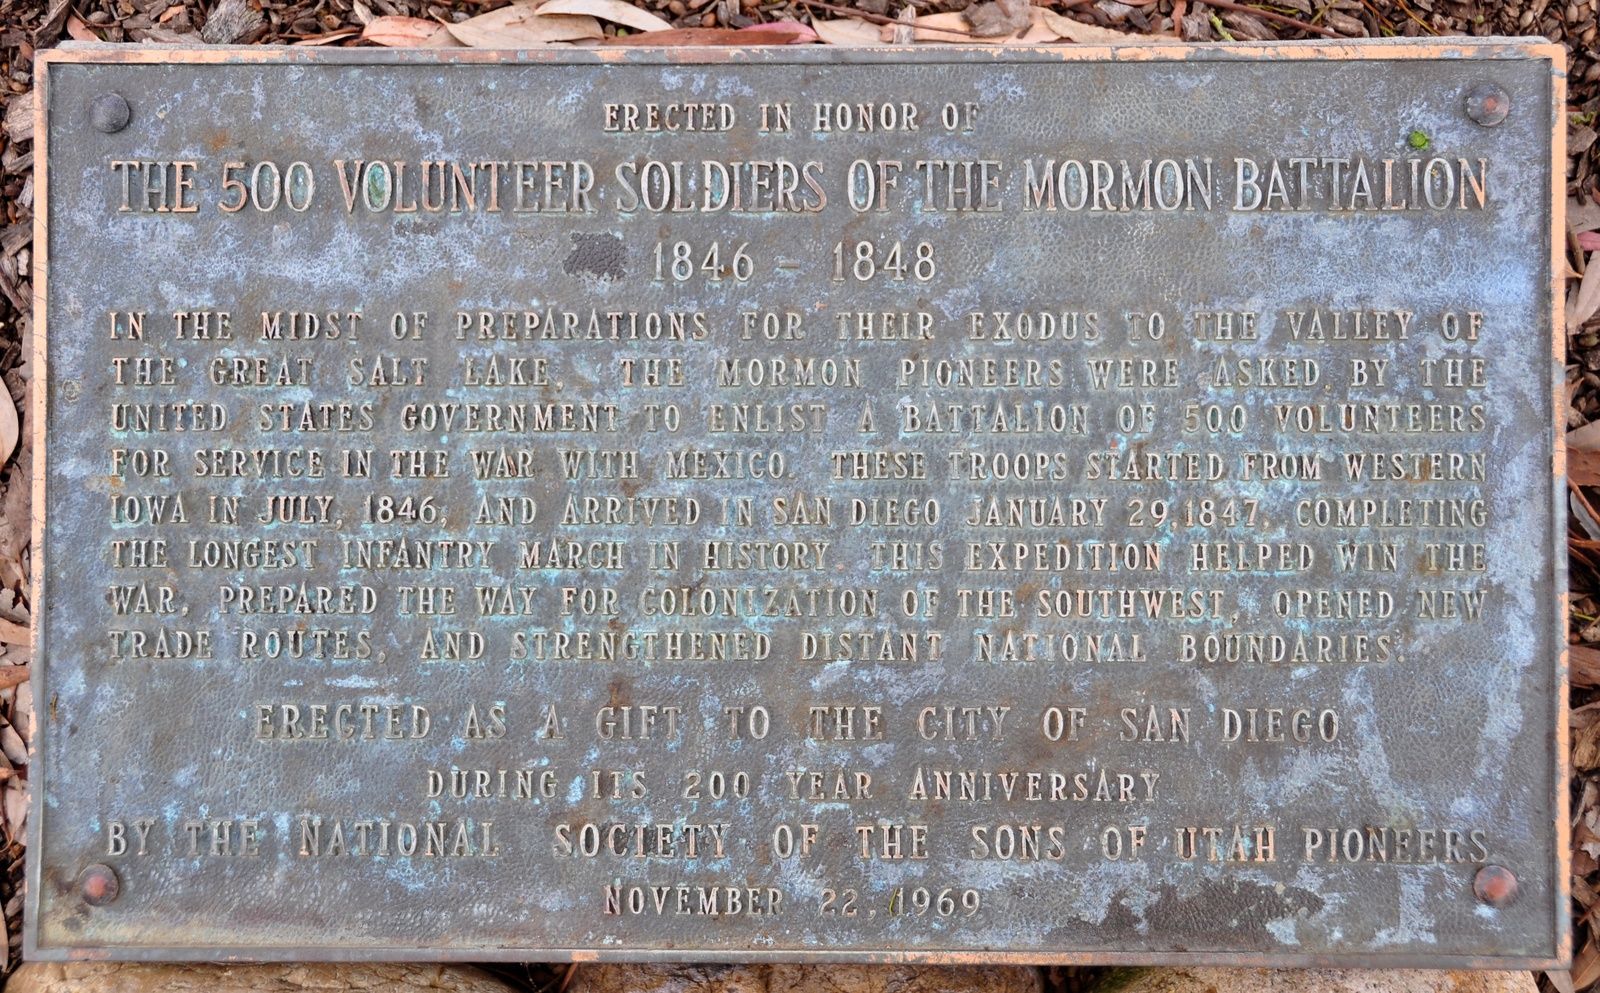 ERECTED IN HONOR OF
THE 500 VOLUNTEER SOLDIERS OF THE MORMON BATTALION
1846 - 1848
IN THE MIDST OF PREPARATIONS FOR THEIR EXODUS TO THE VALLEY OF
THE GREAT SALT LAKE, THE MORMON PIONEERS WERE ASKED BY THE
UNITED STATES GOVERNMENT TO ENLIST A BATTALION OF 500 VOLUNTEERS
FOR SERVICE IN THE WAR WITH MEXICO. THESE TROOPS STARTED FROM WESTERN
IOWA IN JULY, 1846, AND ARRIVED IN SAN DIEGO JANUARY 29, 1847, COMPLETING
THE LONGEST INFANTRY MARCH IN HISTORY. THIS EXPEDITION HELPED WIN THE
WAR, PREPARED THE WAY FOR COLONIZATION OF THE SOUTHWEST, OPENED NEW
TRADE ROUTES, AND STRENGTHENED DISTANT NATIONAL BOUNDARIES.
ERECTED AS A GIFT TO THE CITY OF SAN DIEGO
DURING ITS 200 YEAR ANNIVERSARY
BY THE NATIONAL SOCIETY OF THE SONS OF UTAH PIONEERS
NOVEMBER 22, 1969